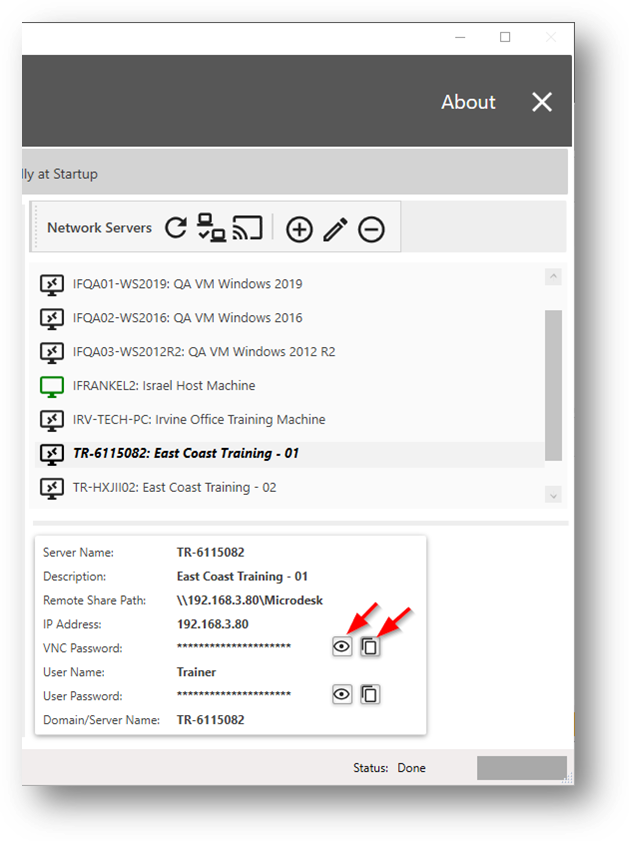 About
lly at Startup
Network Servers
IFQA01-WS2019: QA VM Windows 2019
IFQA02-WS2016: QA VM Windows 2016
IFQA03-WS2012R2: QA VM Windows 2012 R2
IFRANKEL2: Israel Host Machine
IRV-TECH-PC: Irvine Office Training Machine
TR-6115082: East Coast Training - 01
TR-HXJII02: East Coast Training - 02
Server Name: TR-6115082
Description: East Coast Training - 01
Remote Share Path: \\192.168.3.80\Microdesk
IP Address: 192.168.3.80
VNC Password: *********************
User Name: Trainer
User Password: *********************
Domain/Server Name: TR-6115082
Status: Done